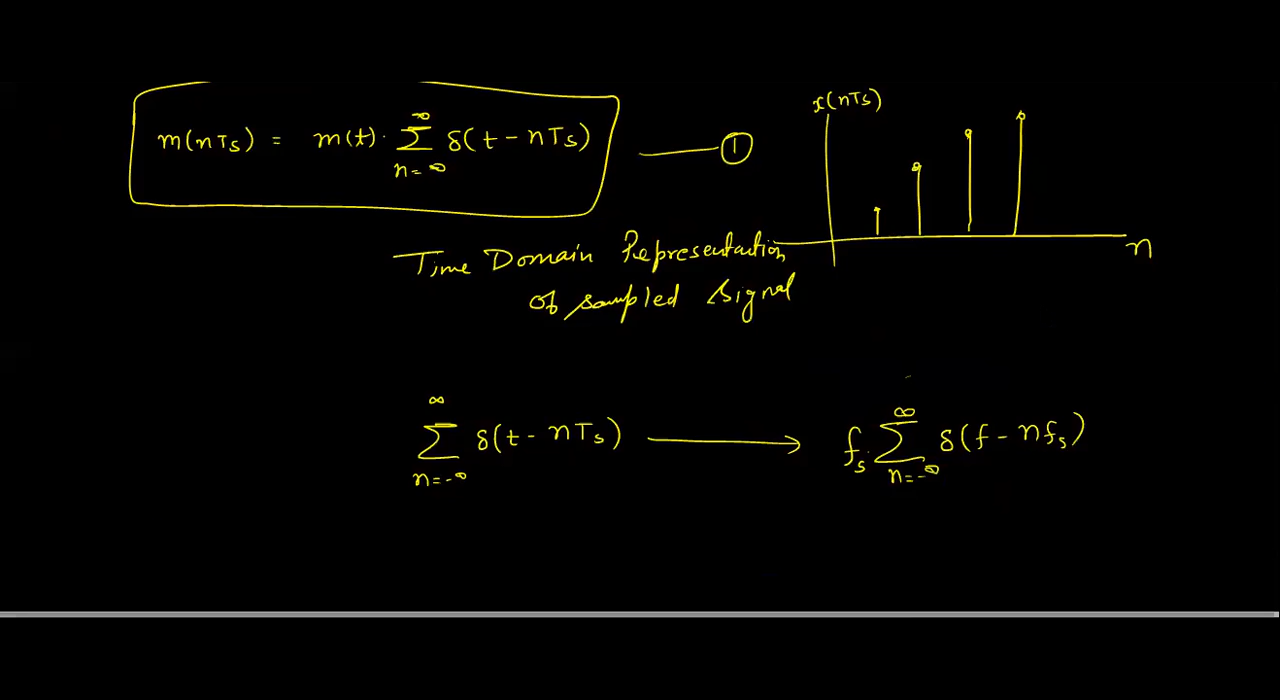 m(nTs) = m(t). ∞∑n=∞ δ(t - nTs) —— ①
x(nTs)
n
Time Domain Representation
of sampled signal
∞∑n=-∞ δ(t - nTs) ⟶ fs ∞∑n=-∞ δ(f - nfs)